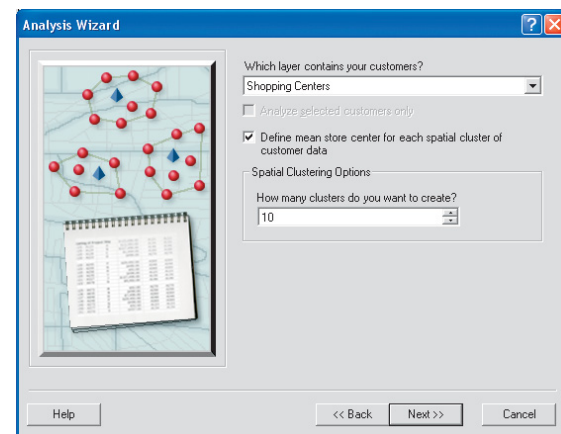 Analysis Wizard
Which layer contains your customers?
Shopping Centers
Analyze selected customers only
Define mean store center for each spatial cluster of
customer data
Spatial Clustering Options
How many clusters do you want to create?
10
Help
<< Back
Next >>
Cancel